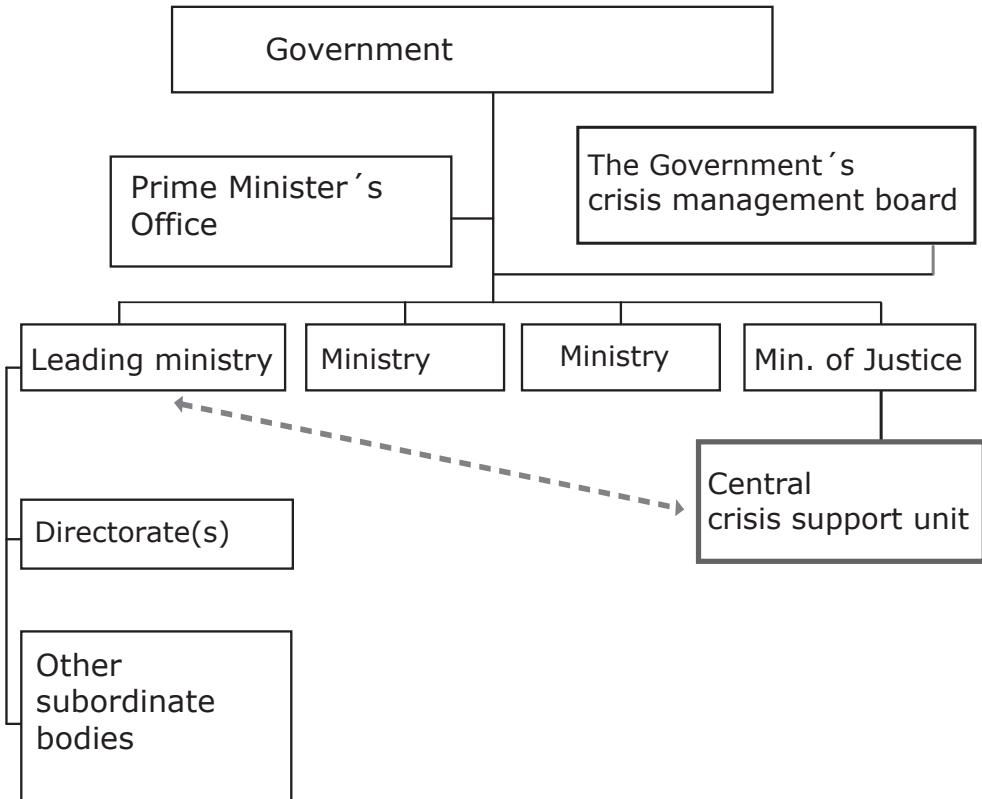 Government
Prime Minister´s
Office
The Government´s
crisis management board
Leading ministry
Ministry
Ministry
Min. of Justice
Central
crisis support unit
Directorate(s)
Other
subordinate
bodies